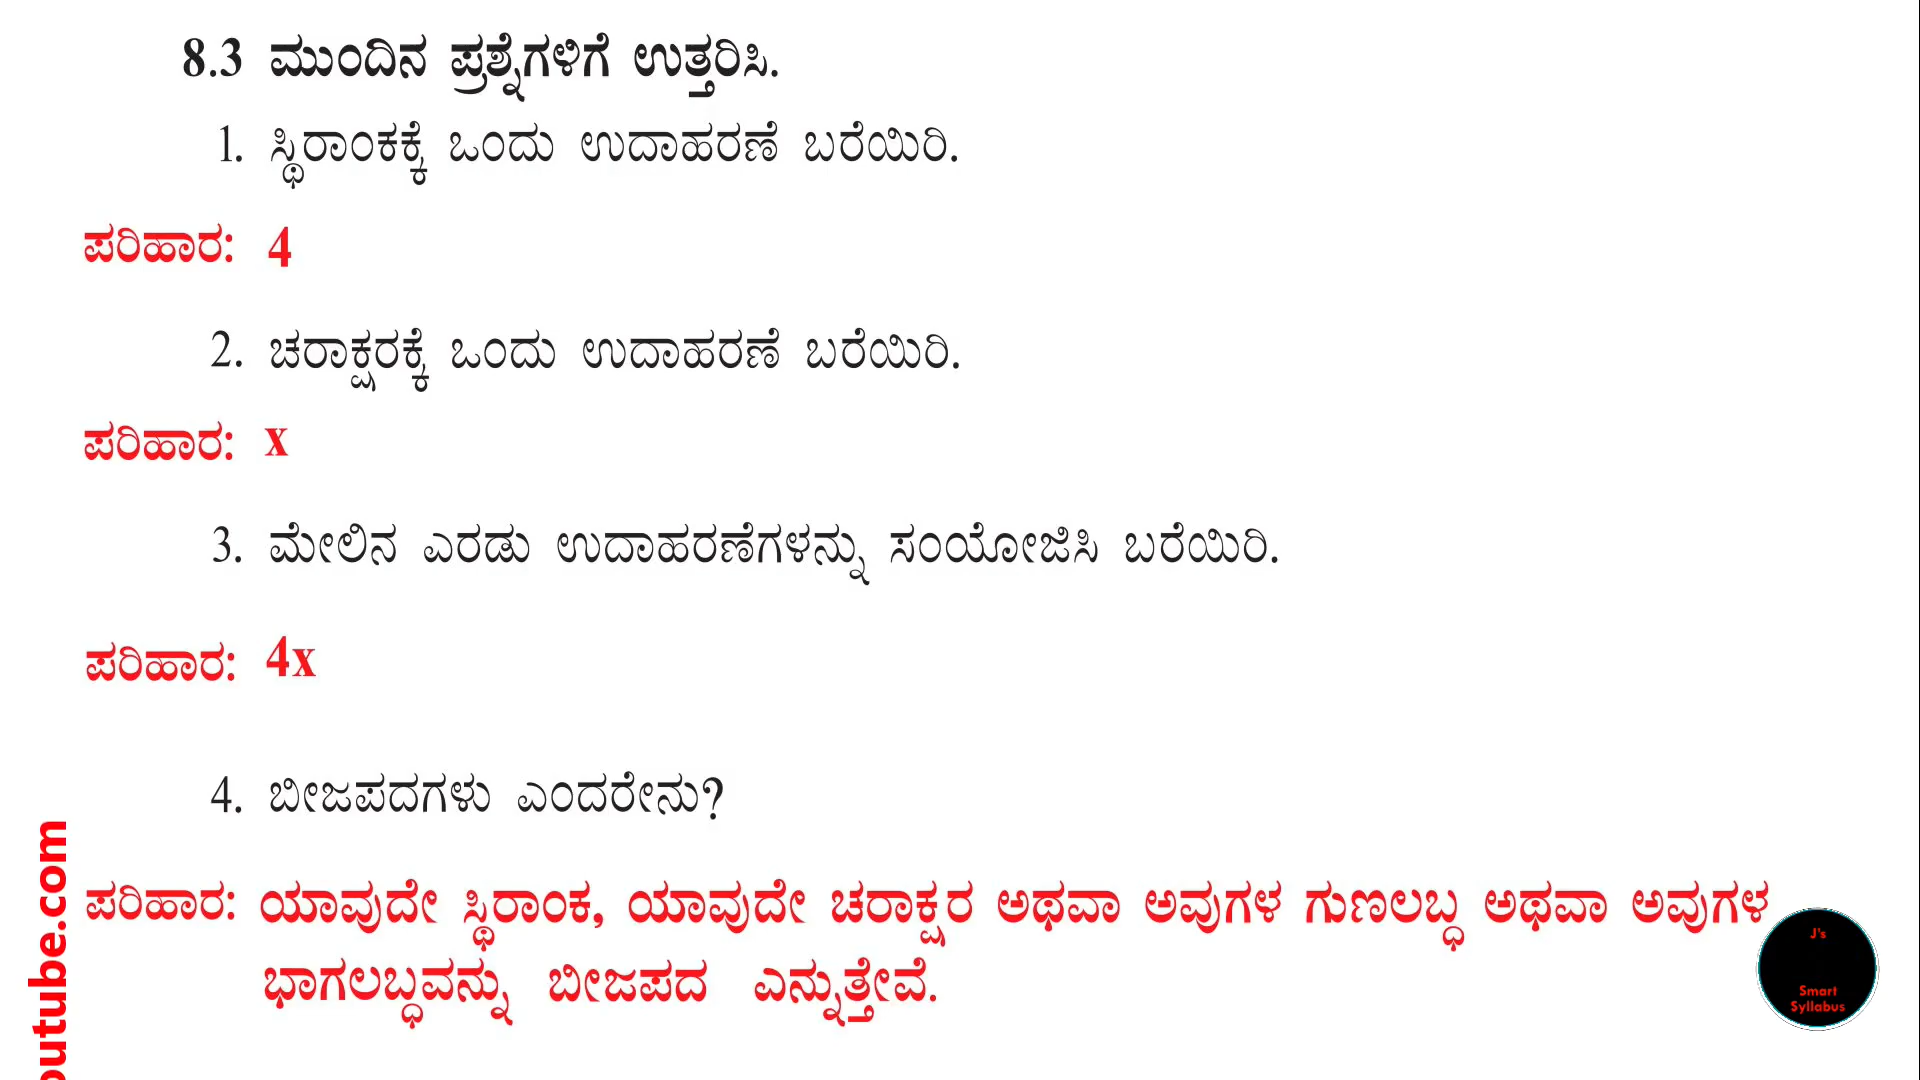 8.3 ಮುಂದಿನ ಪ್ರಶ್ನೆಗಳಿಗೆ ಉತ್ತರಿಸಿ.
1. ಸ್ಥಿರಾಂಕಕ್ಕೆ ಒಂದು ಉದಾಹರಣೆ ಬರೆಯಿರಿ.
ಪರಿಹಾರ: 4
2. ಚರಾಕ್ಷರಕ್ಕೆ ಒಂದು ಉದಾಹರಣೆ ಬರೆಯಿರಿ.
ಪರಿಹಾರ: x
3. ಮೇಲಿನ ಎರಡು ಉದಾಹರಣೆಗಳನ್ನು ಸಂಯೋಜಿಸಿ ಬರೆಯಿರಿ.
ಪರಿಹಾರ: 4x
4. ಬೀಜಪದಗಳು ಎಂದರೇನು?
ಪರಿಹಾರ: ಯಾವುದೇ ಸ್ಥಿರಾಂಕ, ಯಾವುದೇ ಚರಾಕ್ಷರ ಅಥವಾ ಅವುಗಳ ಗುಣಲಬ್ಧ ಅಥವಾ ಅವುಗಳ
ಭಾಗಲಬ್ಧವನ್ನು ಬೀಜಪದ ಎನ್ನುತ್ತೇವೆ.
outube.com
J's
Smart
Syllabus